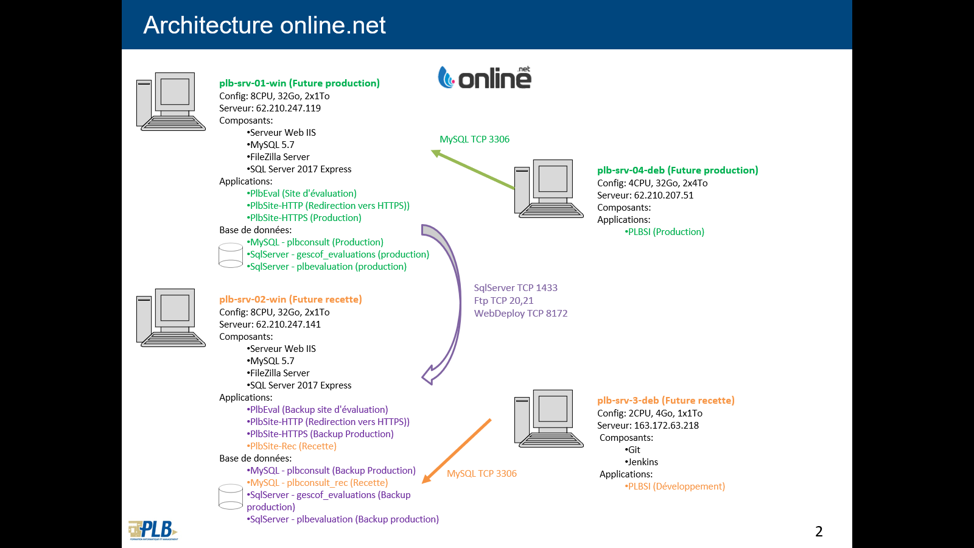 Architecture online.net
online.net
plb-srv-01-win (Future production)
Config: 8CPU, 32Go, 2x1To
Serveur: 62.210.247.119
Composants:
•Serveur Web IIS
•MySQL 5.7
•FileZilla Server
•SQL Server 2017 Express
Applications:
•PlbEval (Site d'évaluation)
•PlbSite-HTTP (Redirection vers HTTPS))
•PlbSite-HTTPS (Production)
Base de données:
•MySQL - plbconsult (Production)
•SqlServer - gescof_evaluations (production)
•SqlServer - plbevaluation (production)
MySQL TCP 3306
plb-srv-04-deb (Future production)
Config: 4CPU, 32Go, 2x4To
Serveur: 62.210.207.51
Composants:
Applications:
•PLBSI (Production)
SqlServer TCP 1433
Ftp TCP 20,21
WebDeploy TCP 8172
plb-srv-02-win (Future recette)
Config: 8CPU, 32Go, 2x1To
Serveur: 62.210.247.141
Composants:
•Serveur Web IIS
•MySQL 5.7
•FileZilla Server
•SQL Server 2017 Express
Applications:
•PlbEval (Backup site d'évaluation)
•PlbSite-HTTP (Redirection vers HTTPS))
•PlbSite-HTTPS (Backup Production)
•PlbSite-Rec (Recette)
Base de données:
•MySQL - plbconsult (Backup Production)
•MySQL - plbconsult_rec (Recette)
•SqlServer - gescof_evaluations (Backup
production)
•SqlServer - plbevaluation (Backup production)
MySQL TCP 3306
plb-srv-3-deb (Future recette)
Config: 2CPU, 4Go, 1x1To
Serveur: 163.172.63.218
Composants:
•Git
•Jenkins
Applications:
•PLBSI (Développement)
PLB
2